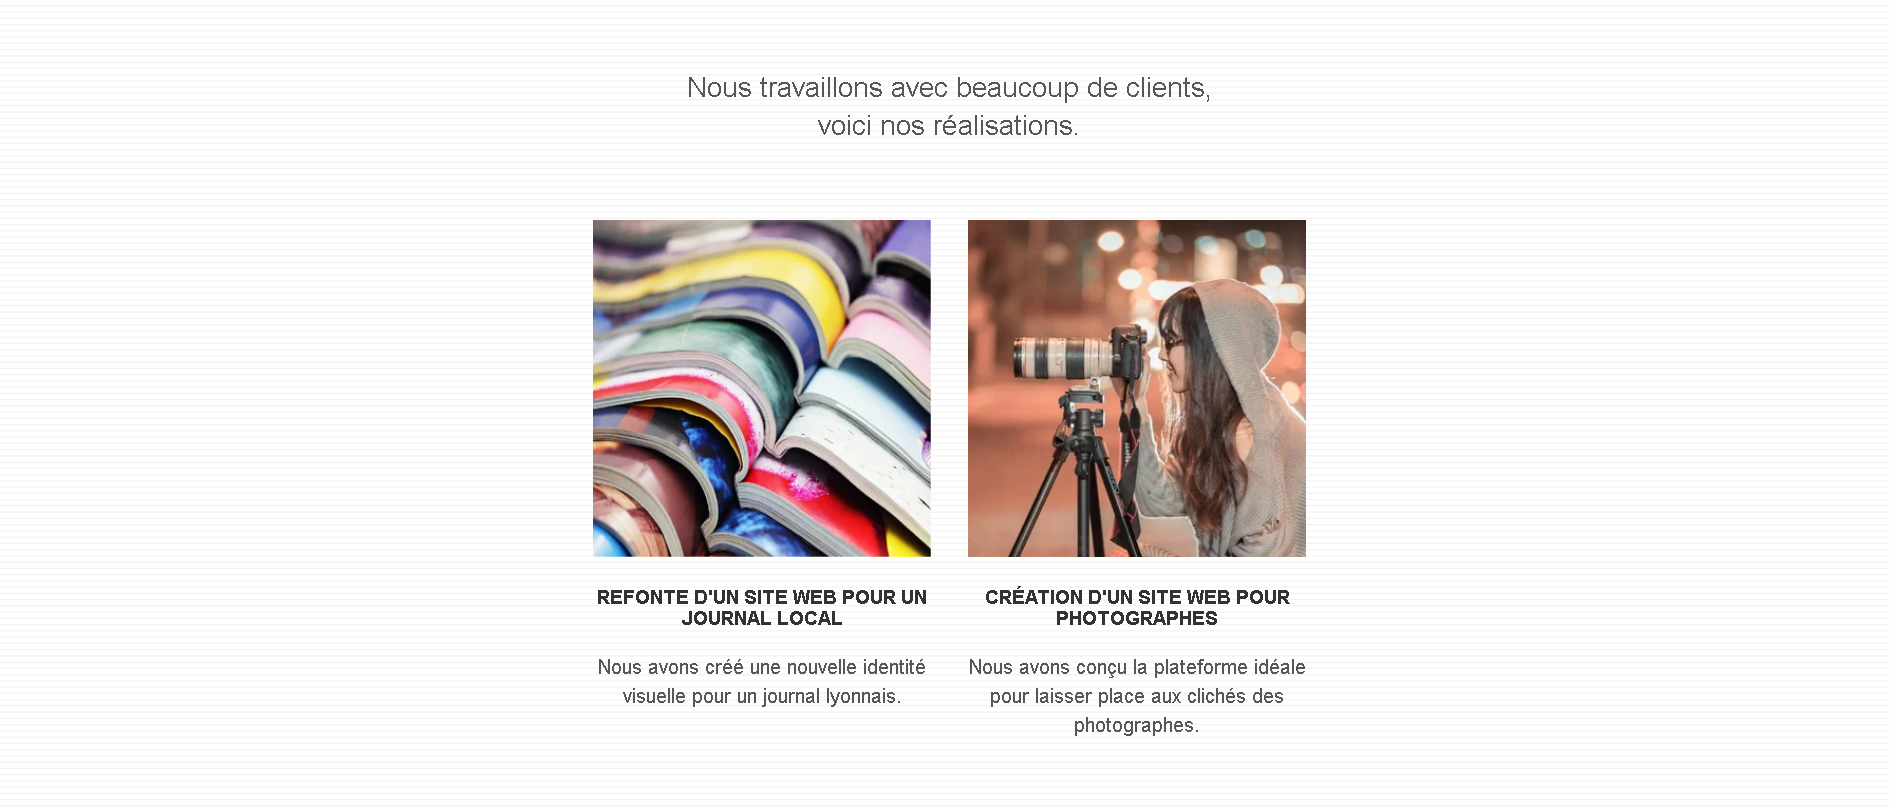 Nous travaillons avec beaucoup de clients,
voici nos réalisations.
REFONTE D'UN SITE WEB POUR UN
JOURNAL LOCAL
Nous avons créé une nouvelle identité
visuelle pour un journal lyonnais.
CRÉATION D'UN SITE WEB POUR
PHOTOGRAPHES
Nous avons conçu la plateforme idéale
pour laisser place aux clichés des
photographes.